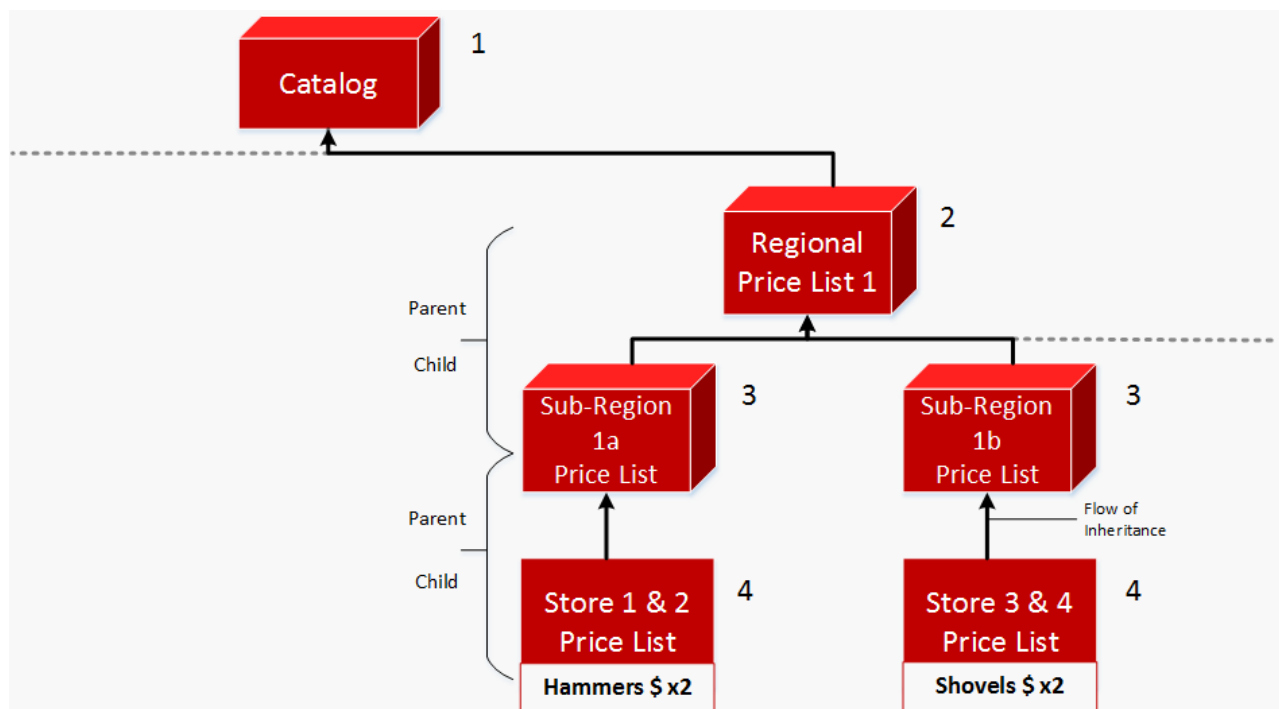 Catalog
1
Regional
Price List 1
2
Parent
Child
Sub-Region
1a
Price List
3
Sub-Region
1b
Price List
3
Parent
Child
Flow of
Inheritance
Store 1 & 2
Price List
4
Hammers $ x2
Store 3 & 4
Price List
4
Shovels $ x2